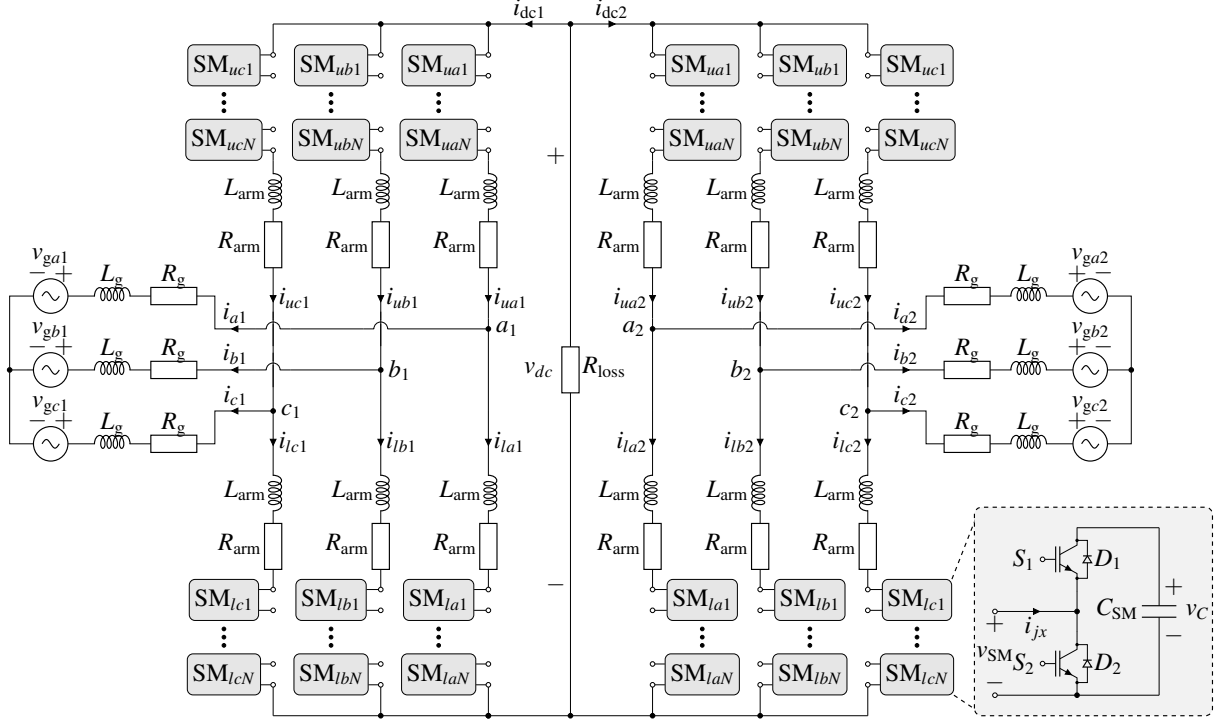 i_dc1 i_dc2
SM_uc1 SM_ub1 SM_ua1 SM_ua1 SM_ub1 SM_uc1
SM_ucN SM_ubN SM_uaN SM_uaN SM_ubN SM_ucN
+
L_arm L_arm L_arm L_arm L_arm L_arm
R_arm R_arm R_arm R_arm R_arm R_arm
v_ga1 L_g R_g i_uc1 i_ub1 i_ua1 i_ua2 i_ub2 i_uc2 R_g L_g v_ga2
− + + −
i_a1 a_1 a_2 i_a2
v_gb1 L_g R_g i_b1 b_1 v_dc R_loss b_2 i_b2 R_g L_g v_gb2
− + + −
v_gc1 L_g R_g i_c1 c_1 c_2 i_c2 R_g L_g v_gc2
− + + −
i_lc1 i_lb1 i_la1 i_la2 i_lb2 i_lc2
L_arm L_arm L_arm L_arm L_arm L_arm
R_arm R_arm R_arm R_arm R_arm R_arm
−
SM_lc1 SM_lb1 SM_la1 SM_la1 SM_lb1 SM_lc1
SM_lcN SM_lbN SM_laN SM_laN SM_lbN SM_lcN
S_1 D_1
+ i_jx C_SM + v_C −
v_SM S_2 D_2
−